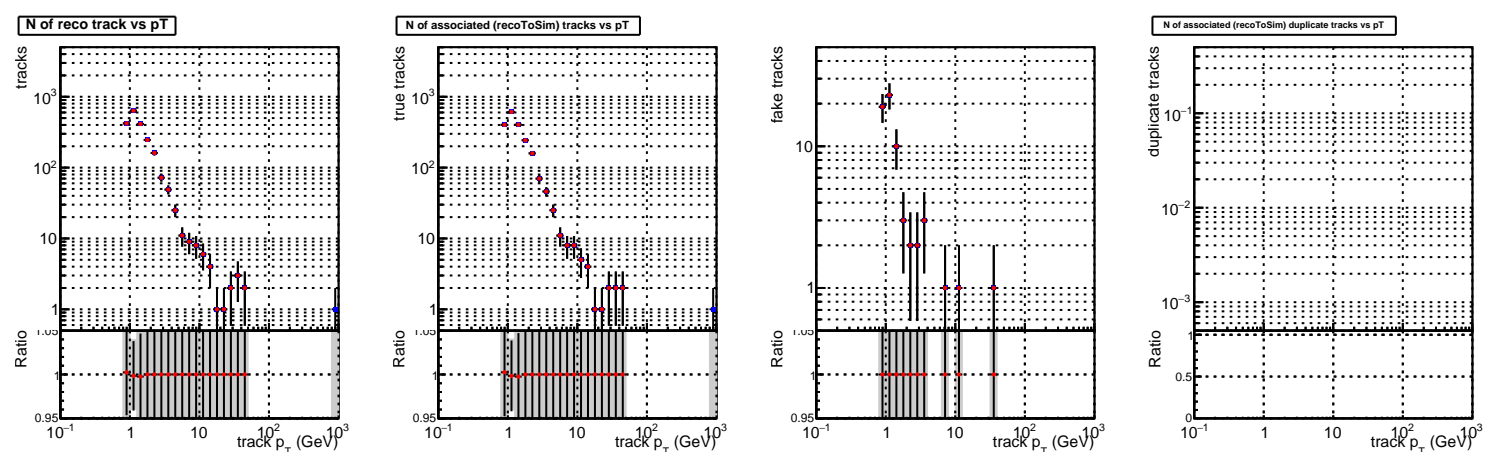 N of reco track vs pT
tracks
10³
10²
10
1
Ratio
1.05
1
0.95
10⁻¹ 1 10 10² 10³
track p_T (GeV)
N of associated (recoToSim) tracks vs pT
true tracks
10³
10²
10
1
Ratio
1.05
1
0.95
10⁻¹ 1 10 10² 10³
track p_T (GeV)
fake tracks
10
1
Ratio
1.05
1
0.95
10⁻¹ 1 10 10² 10³
track p_T (GeV)
N of associated (recoToSim) duplicate tracks vs pT
duplicate tracks
10⁻¹
10⁻²
10⁻³
Ratio
1
0.5
0
10⁻¹ 1 10 10² 10³
track p_T (GeV)